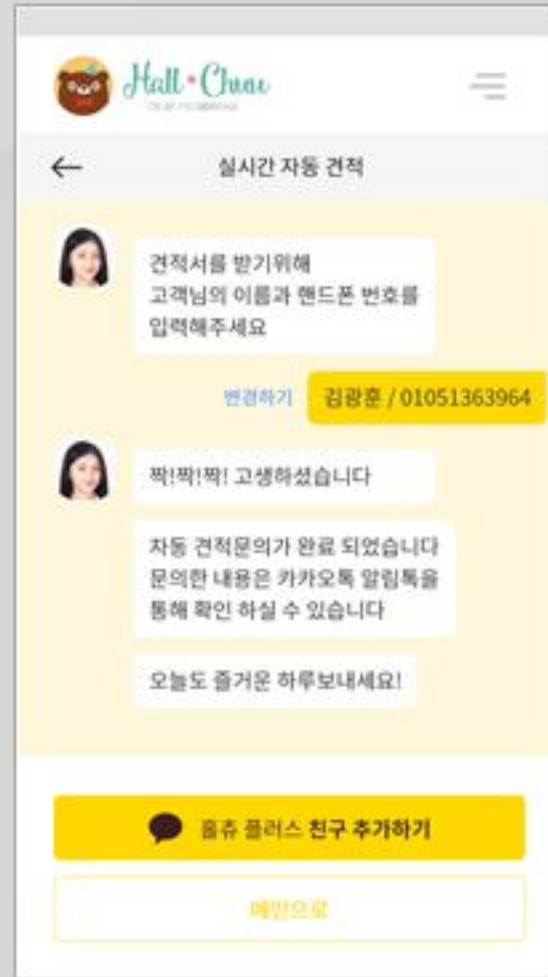 Hall Chuu
실시간 자동 견적
견적서를 받기위해
고객님의 이름과 핸드폰 번호를
입력해주세요
변경하기 김광훈 / 01051363964
짝!짝!짝! 고생하셨습니다
차동 견적문의가 완료 되었습니다
문의한 내용은 카카오톡 알림톡을
통해 확인 하실 수 있습니다
오늘도 즐거운 하루보내세요!
홀츄 플러스 친구 추가하기
메인으로